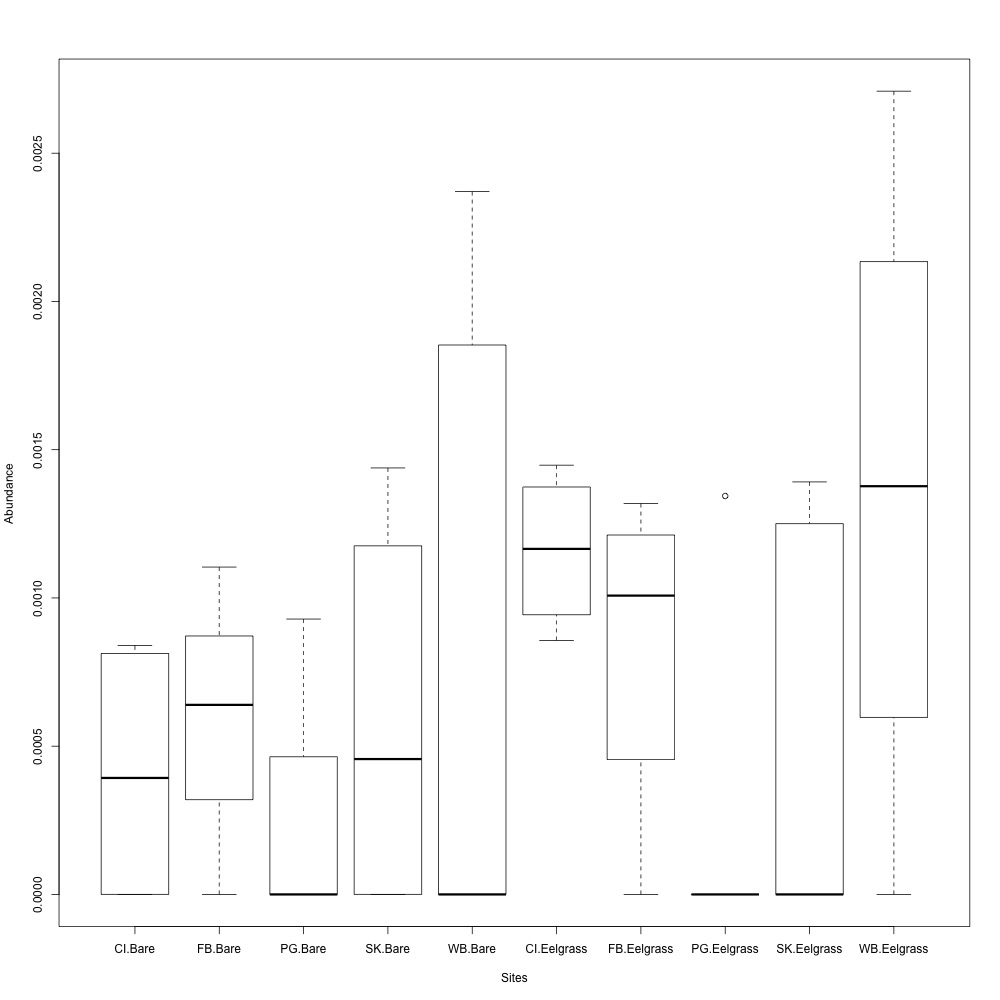 Abundance
0.0025
0.0020
0.0015
0.0010
0.0005
0.0000
CI.Bare FB.Bare PG.Bare SK.Bare WB.Bare CI.Eelgrass FB.Eelgrass PG.Eelgrass SK.Eelgrass WB.Eelgrass
Sites